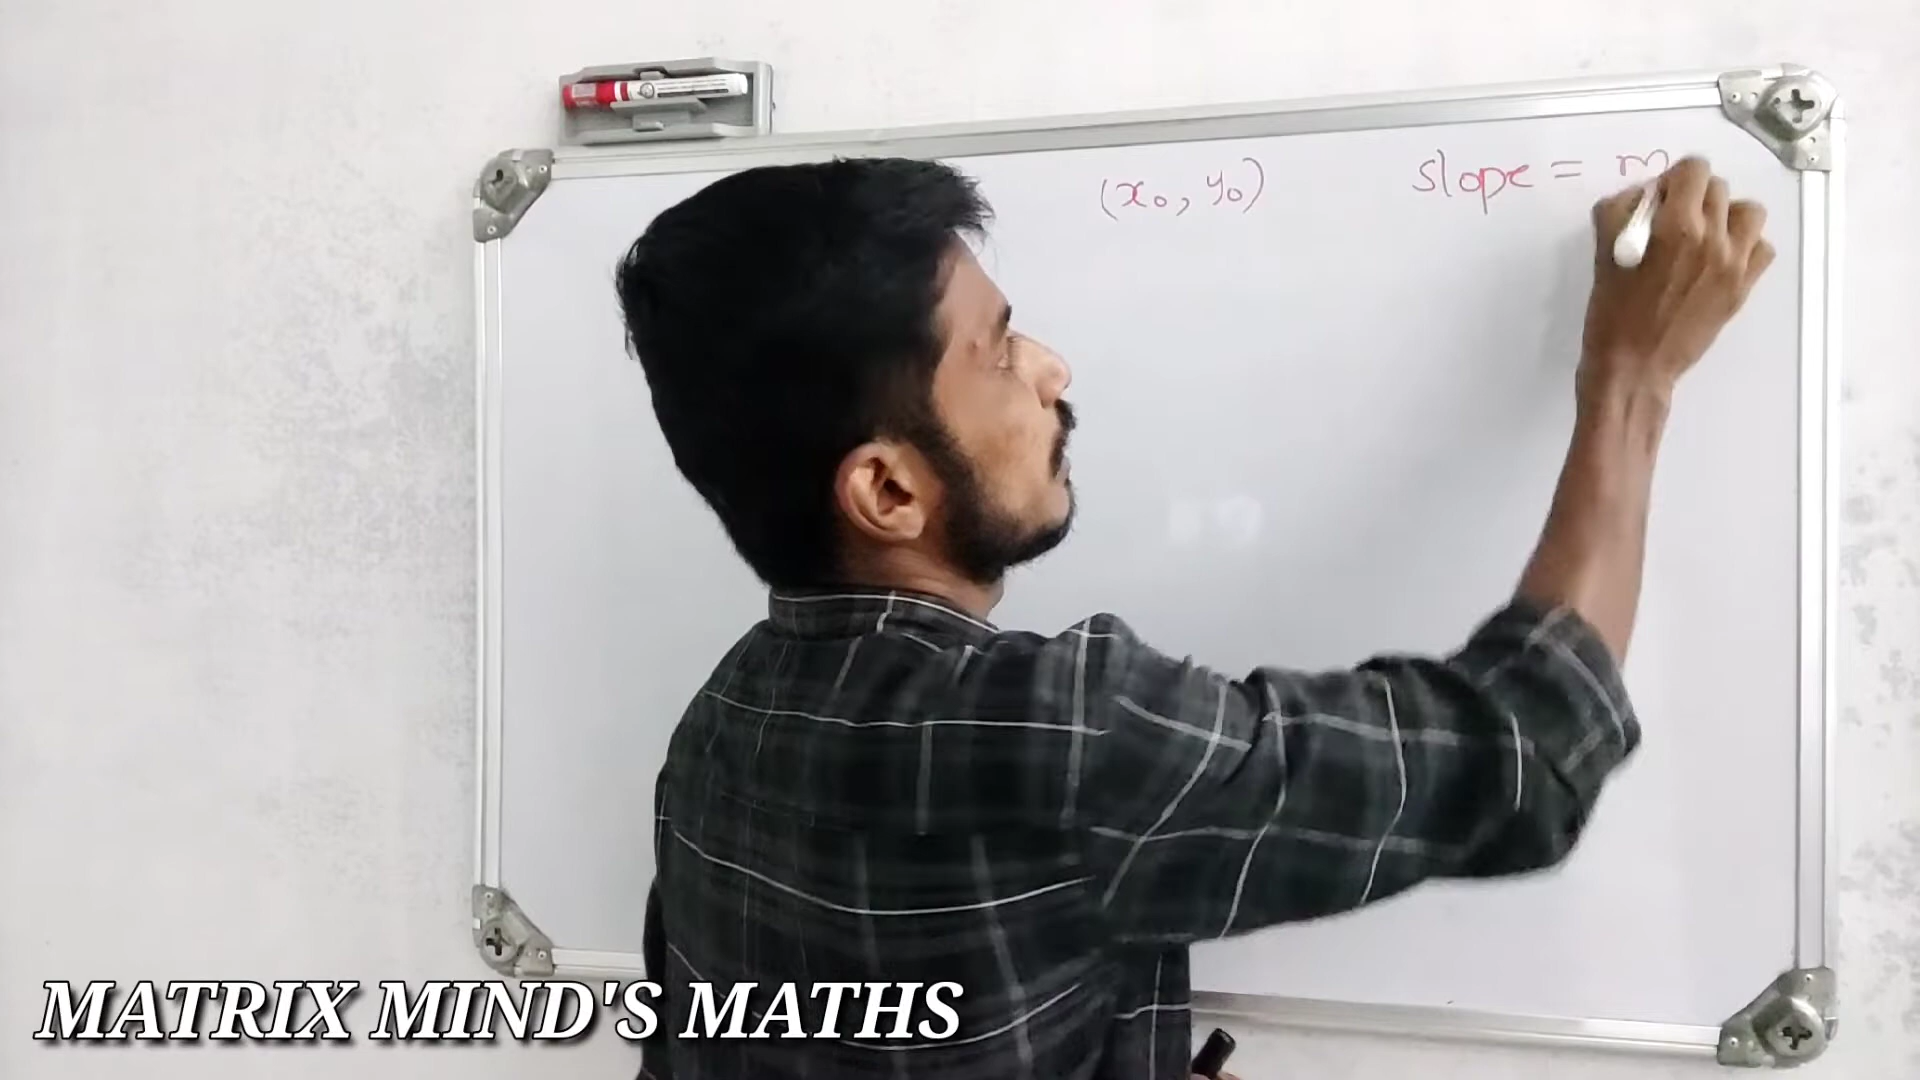 (x₀, y₀) slope = m
MATRIX MIND'S MATHS